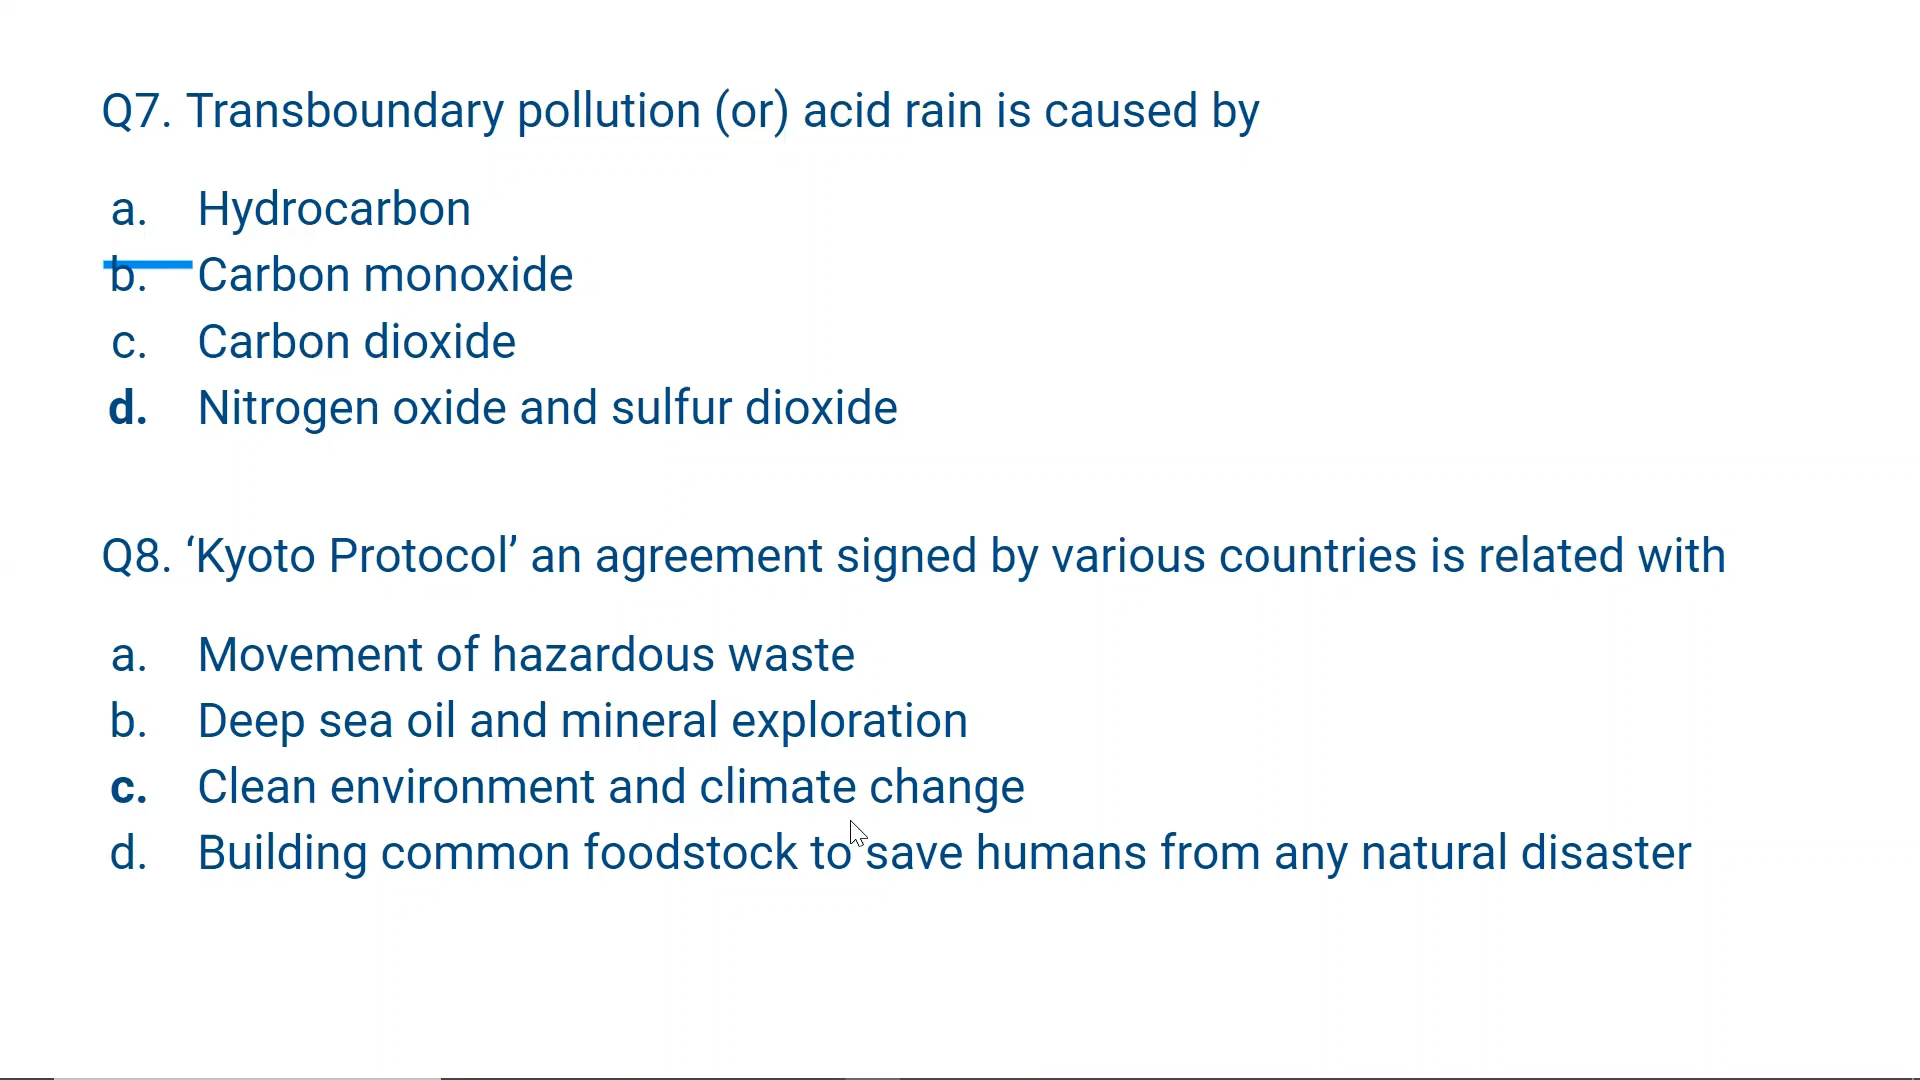 Q7. Transboundary pollution (or) acid rain is caused by
a. Hydrocarbon
b. Carbon monoxide
c. Carbon dioxide
d. Nitrogen oxide and sulfur dioxide
Q8. ‘Kyoto Protocol’ an agreement signed by various countries is related with
a. Movement of hazardous waste
b. Deep sea oil and mineral exploration
c. Clean environment and climate change
d. Building common foodstock to save humans from any natural disaster